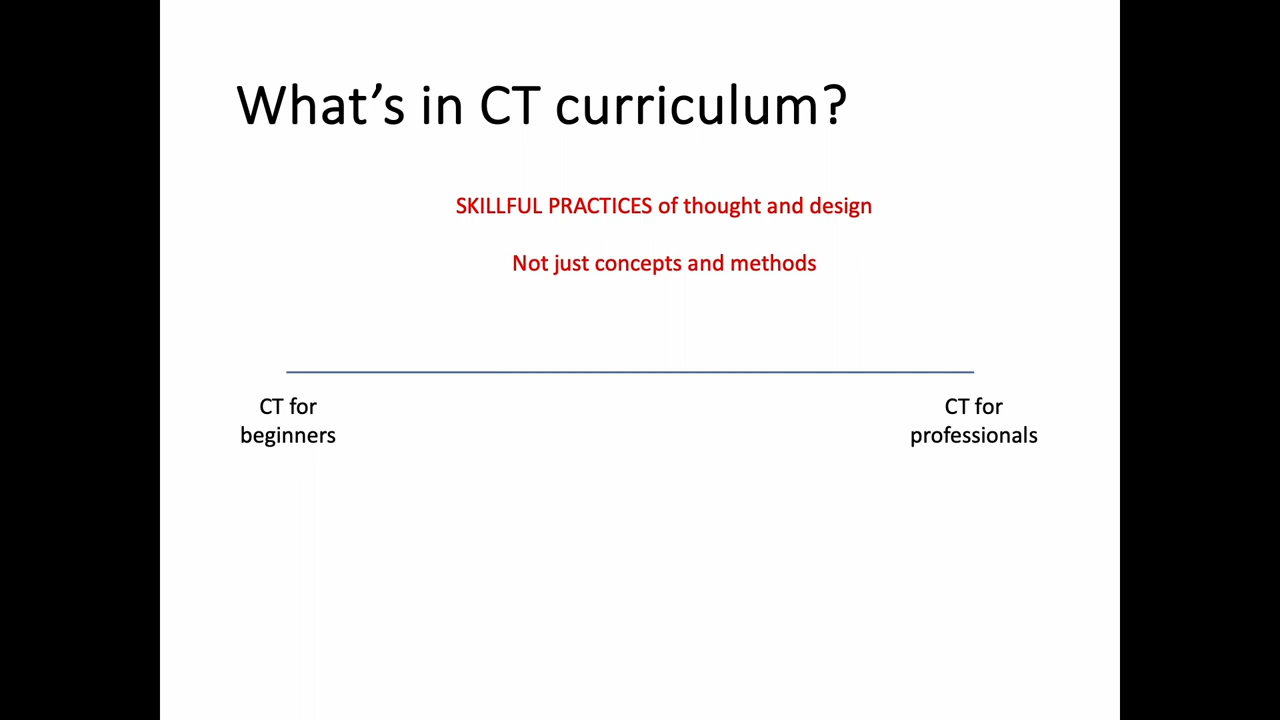 What’s in CT curriculum?
SKILLFUL PRACTICES of thought and design
Not just concepts and methods
CT for
beginners
CT for
professionals